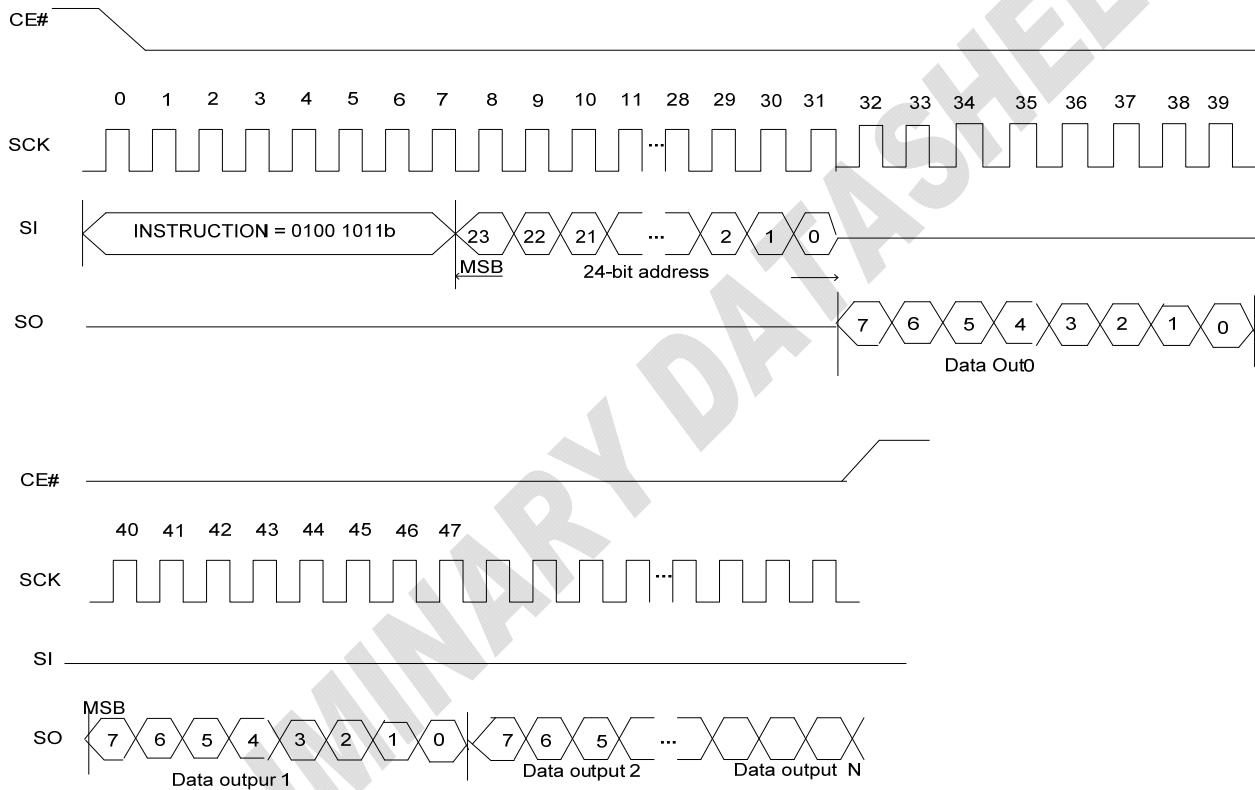 CE#
0 1 2 3 4 5 6 7 8 9 10 11 28 29 30 31 32 33 34 35 36 37 38 39
SCK ...
SI INSTRUCTION = 0100 1011b 23 22 21 ... 2 1 0
MSB 24-bit address
SO 7 6 5 4 3 2 1 0
Data Out0
CE#
40 41 42 43 44 45 46 47
SCK ...
SI
MSB
SO 7 6 5 4 3 2 1 0 7 6 5 ...
Data outpur 1 Data output 2 Data output N
MINARY DATASHEE